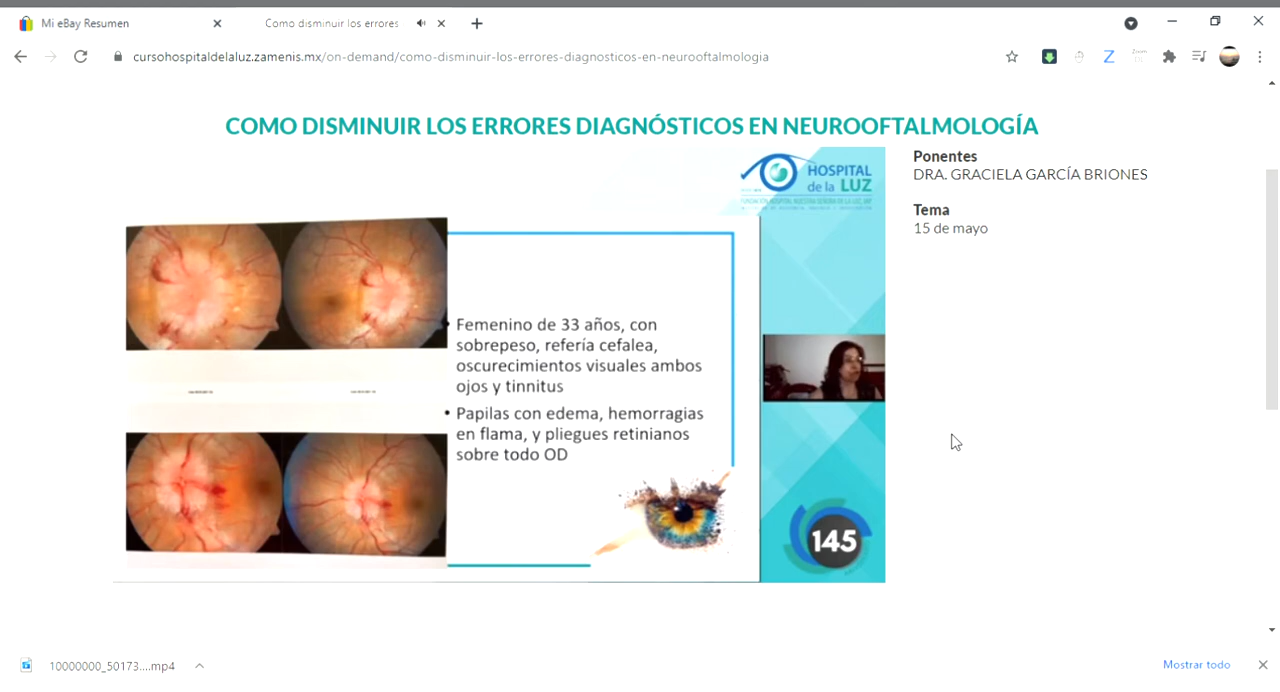 Mi eBay Resumen
Como disminuir los errores
cursohospitaldelaluz.zamenis.mx/on-demand/como-disminuir-los-errores-diagnosticos-en-neurooftalmologia
COMO DISMINUIR LOS ERRORES DIAGNÓSTICOS EN NEUROOFTALMOLOGÍA
HOSPITAL
de la LUZ
Ponentes
DRA. GRACIELA GARCÍA BRIONES
Tema
15 de mayo
• Femenino de 33 años, con
sobrepeso, refería cefalea,
oscurecimientos visuales ambos
ojos y tinnitus
• Papilas con edema, hemorragias
en flama, y pliegues retinianos
sobre todo OD
145
10000000_50173....mp4
Mostrar todo